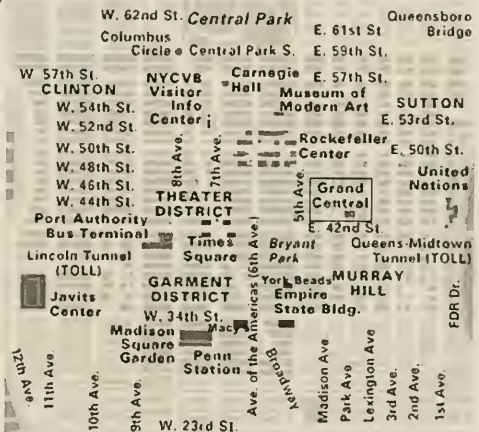 W. 62nd St.
Central Park
E. 61st St
Queensboro
Bridge
Columbus
Circle
Central Park S.
E. 59th St.
W 57th St.
CLINTON
NYCVB
Visitor
Info
Center
i
Carnegie
Hall
E. 57th St.
Museum of
Modern Art
SUTTON
E. 53rd St.
W. 54th St.
W. 52nd St.
W. 50th St.
W. 48th St.
W. 46th St.
W. 44th St.
8th Ave.
7th Ave.
Rockefeller
Center
E. 50th St.
5th Ave.
Grand
Central
United
Nations
THEATER
DISTRICT
Port Authority
Bus Terminal
E. 42nd St.
Times
Square
Bryant
Park
Queens-Midtown
Tunnel (TOLL)
Lincoln Tunnel
(TOLL)
GARMENT
DISTRICT
Ave. of the Americas (6th Ave.)
York Beads
Empire
State Bldg.
MURRAY
HILL
FDR Dr.
Javits
Center
W. 34th St.
Macy
Madison
Square
Garden
Penn
Station
Broadway
12th Ave.
11th Ave.
10th Ave.
9th Ave.
Madison Ave
Park Ave
Lexington Ave
3rd Ave.
2nd Ave.
1st Ave.
W. 23rd St.